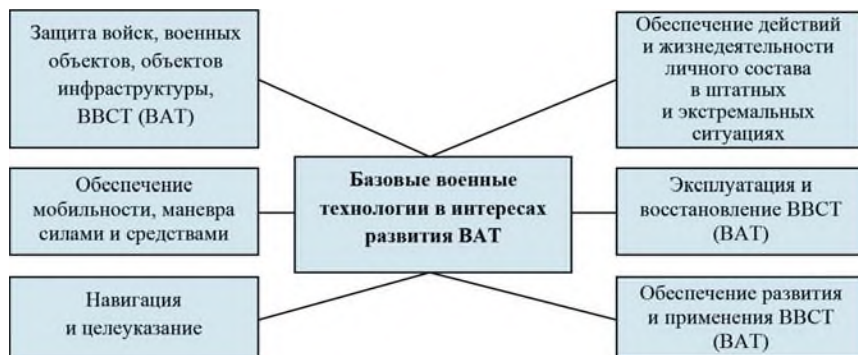 Защита войск, военных
объектов, объектов
инфраструктуры,
ВВСТ (ВАТ)
Обеспечение
мобильности, маневра
силами и средствами
Навигация
и целеуказание
Базовые военные
технологии в интересах
развития ВАТ
Обеспечение действий
и жизнедеятельности
личного состава
в штатных
и экстремальных
ситуациях
Эксплуатация и
восстановление ВВСТ
(ВАТ)
Обеспечение развития
и применения ВВСТ
(ВАТ)